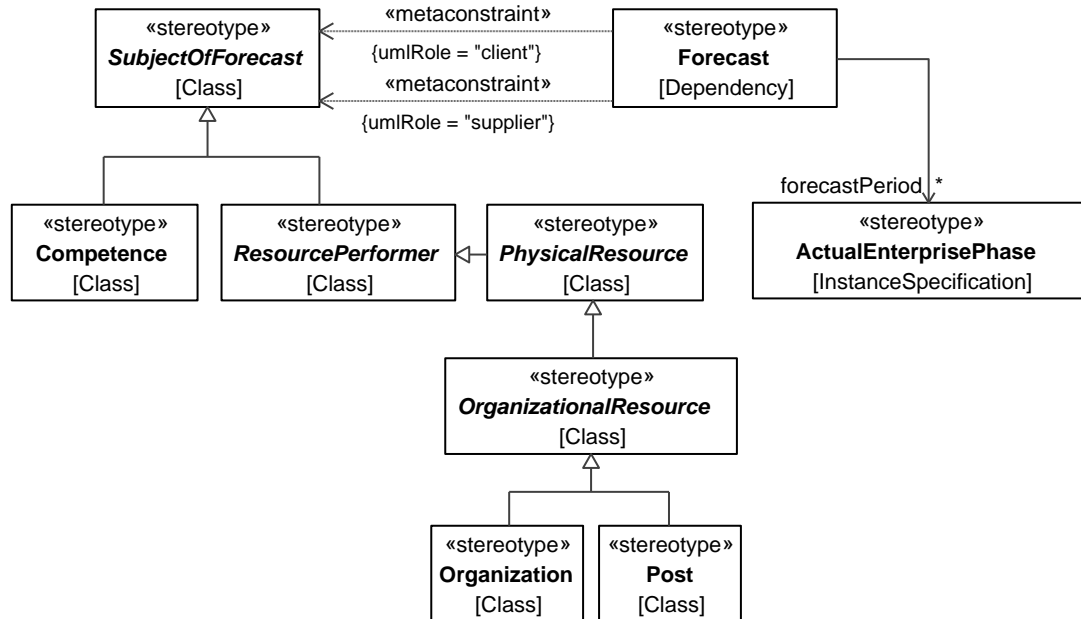 «stereotype»
SubjectOfForecast
[Class]
«metaconstraint»
{umlRole = "client"}
«metaconstraint»
{umlRole = "supplier"}
«stereotype»
Forecast
[Dependency]
forecastPeriod *
«stereotype»
Competence
[Class]
«stereotype»
ResourcePerformer
[Class]
«stereotype»
PhysicalResource
[Class]
«stereotype»
ActualEnterprisePhase
[InstanceSpecification]
«stereotype»
OrganizationalResource
[Class]
«stereotype»
Organization
[Class]
«stereotype»
Post
[Class]